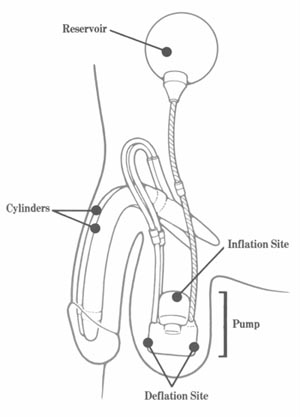 Reservoir
Cylinders
Inflation Site
Pump
Deflation Site